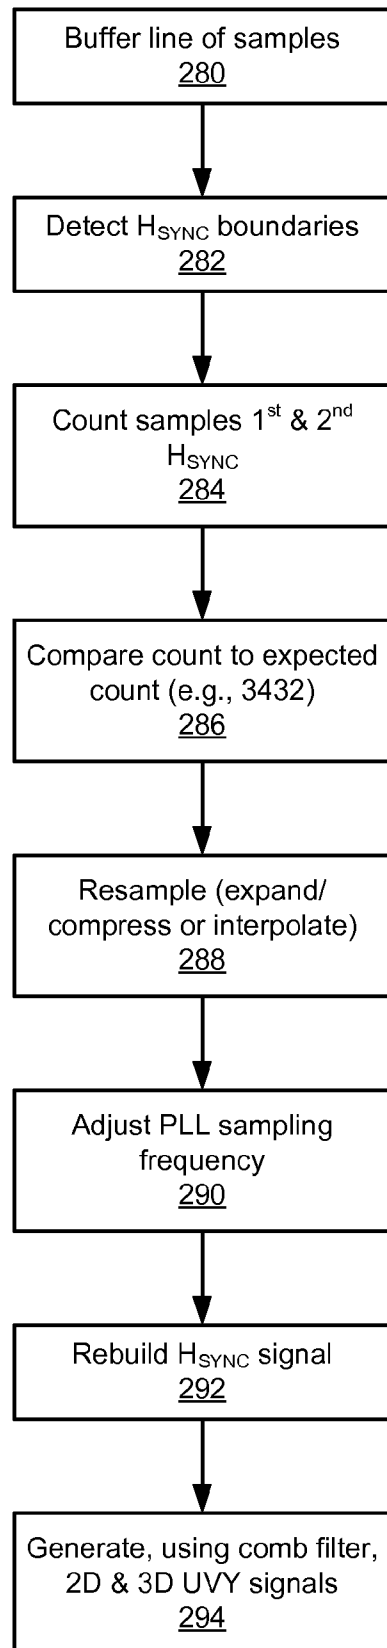 Buffer line of samples
280
Detect HSYNC boundaries
282
Count samples 1st & 2nd
HSYNC
284
Compare count to expected
count (e.g., 3432)
286
Resample (expand/
compress or interpolate)
288
Adjust PLL sampling
frequency
290
Rebuild HSYNC signal
292
Generate, using comb filter,
2D & 3D UVY signals
294